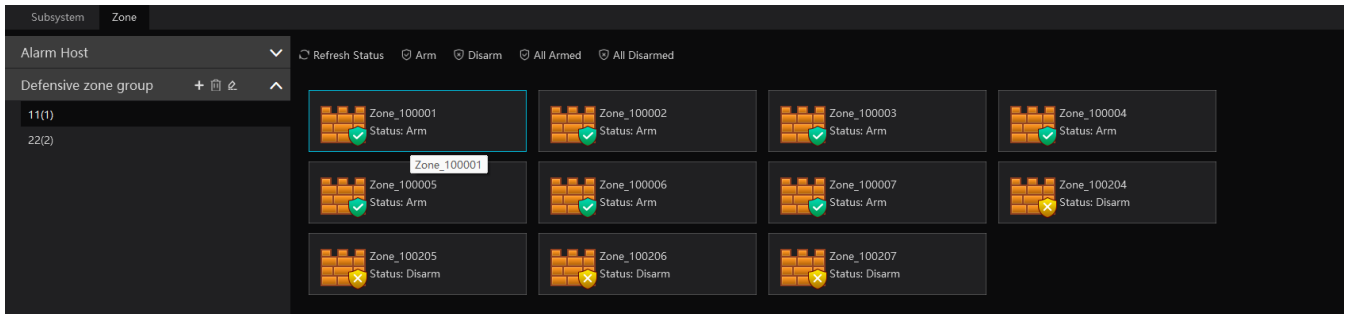 Subsystem Zone
Alarm Host
Refresh Status Arm Disarm All Armed All Disarmed
Defensive zone group
11(1)
22(2)
Zone_100001
Status: Arm
Zone_100002
Status: Arm
Zone_100003
Status: Arm
Zone_100004
Status: Arm
Zone_100001
Zone_100005
Status: Arm
Zone_100006
Status: Arm
Zone_100007
Status: Arm
Zone_100204
Status: Disarm
Zone_100205
Status: Disarm
Zone_100206
Status: Disarm
Zone_100207
Status: Disarm